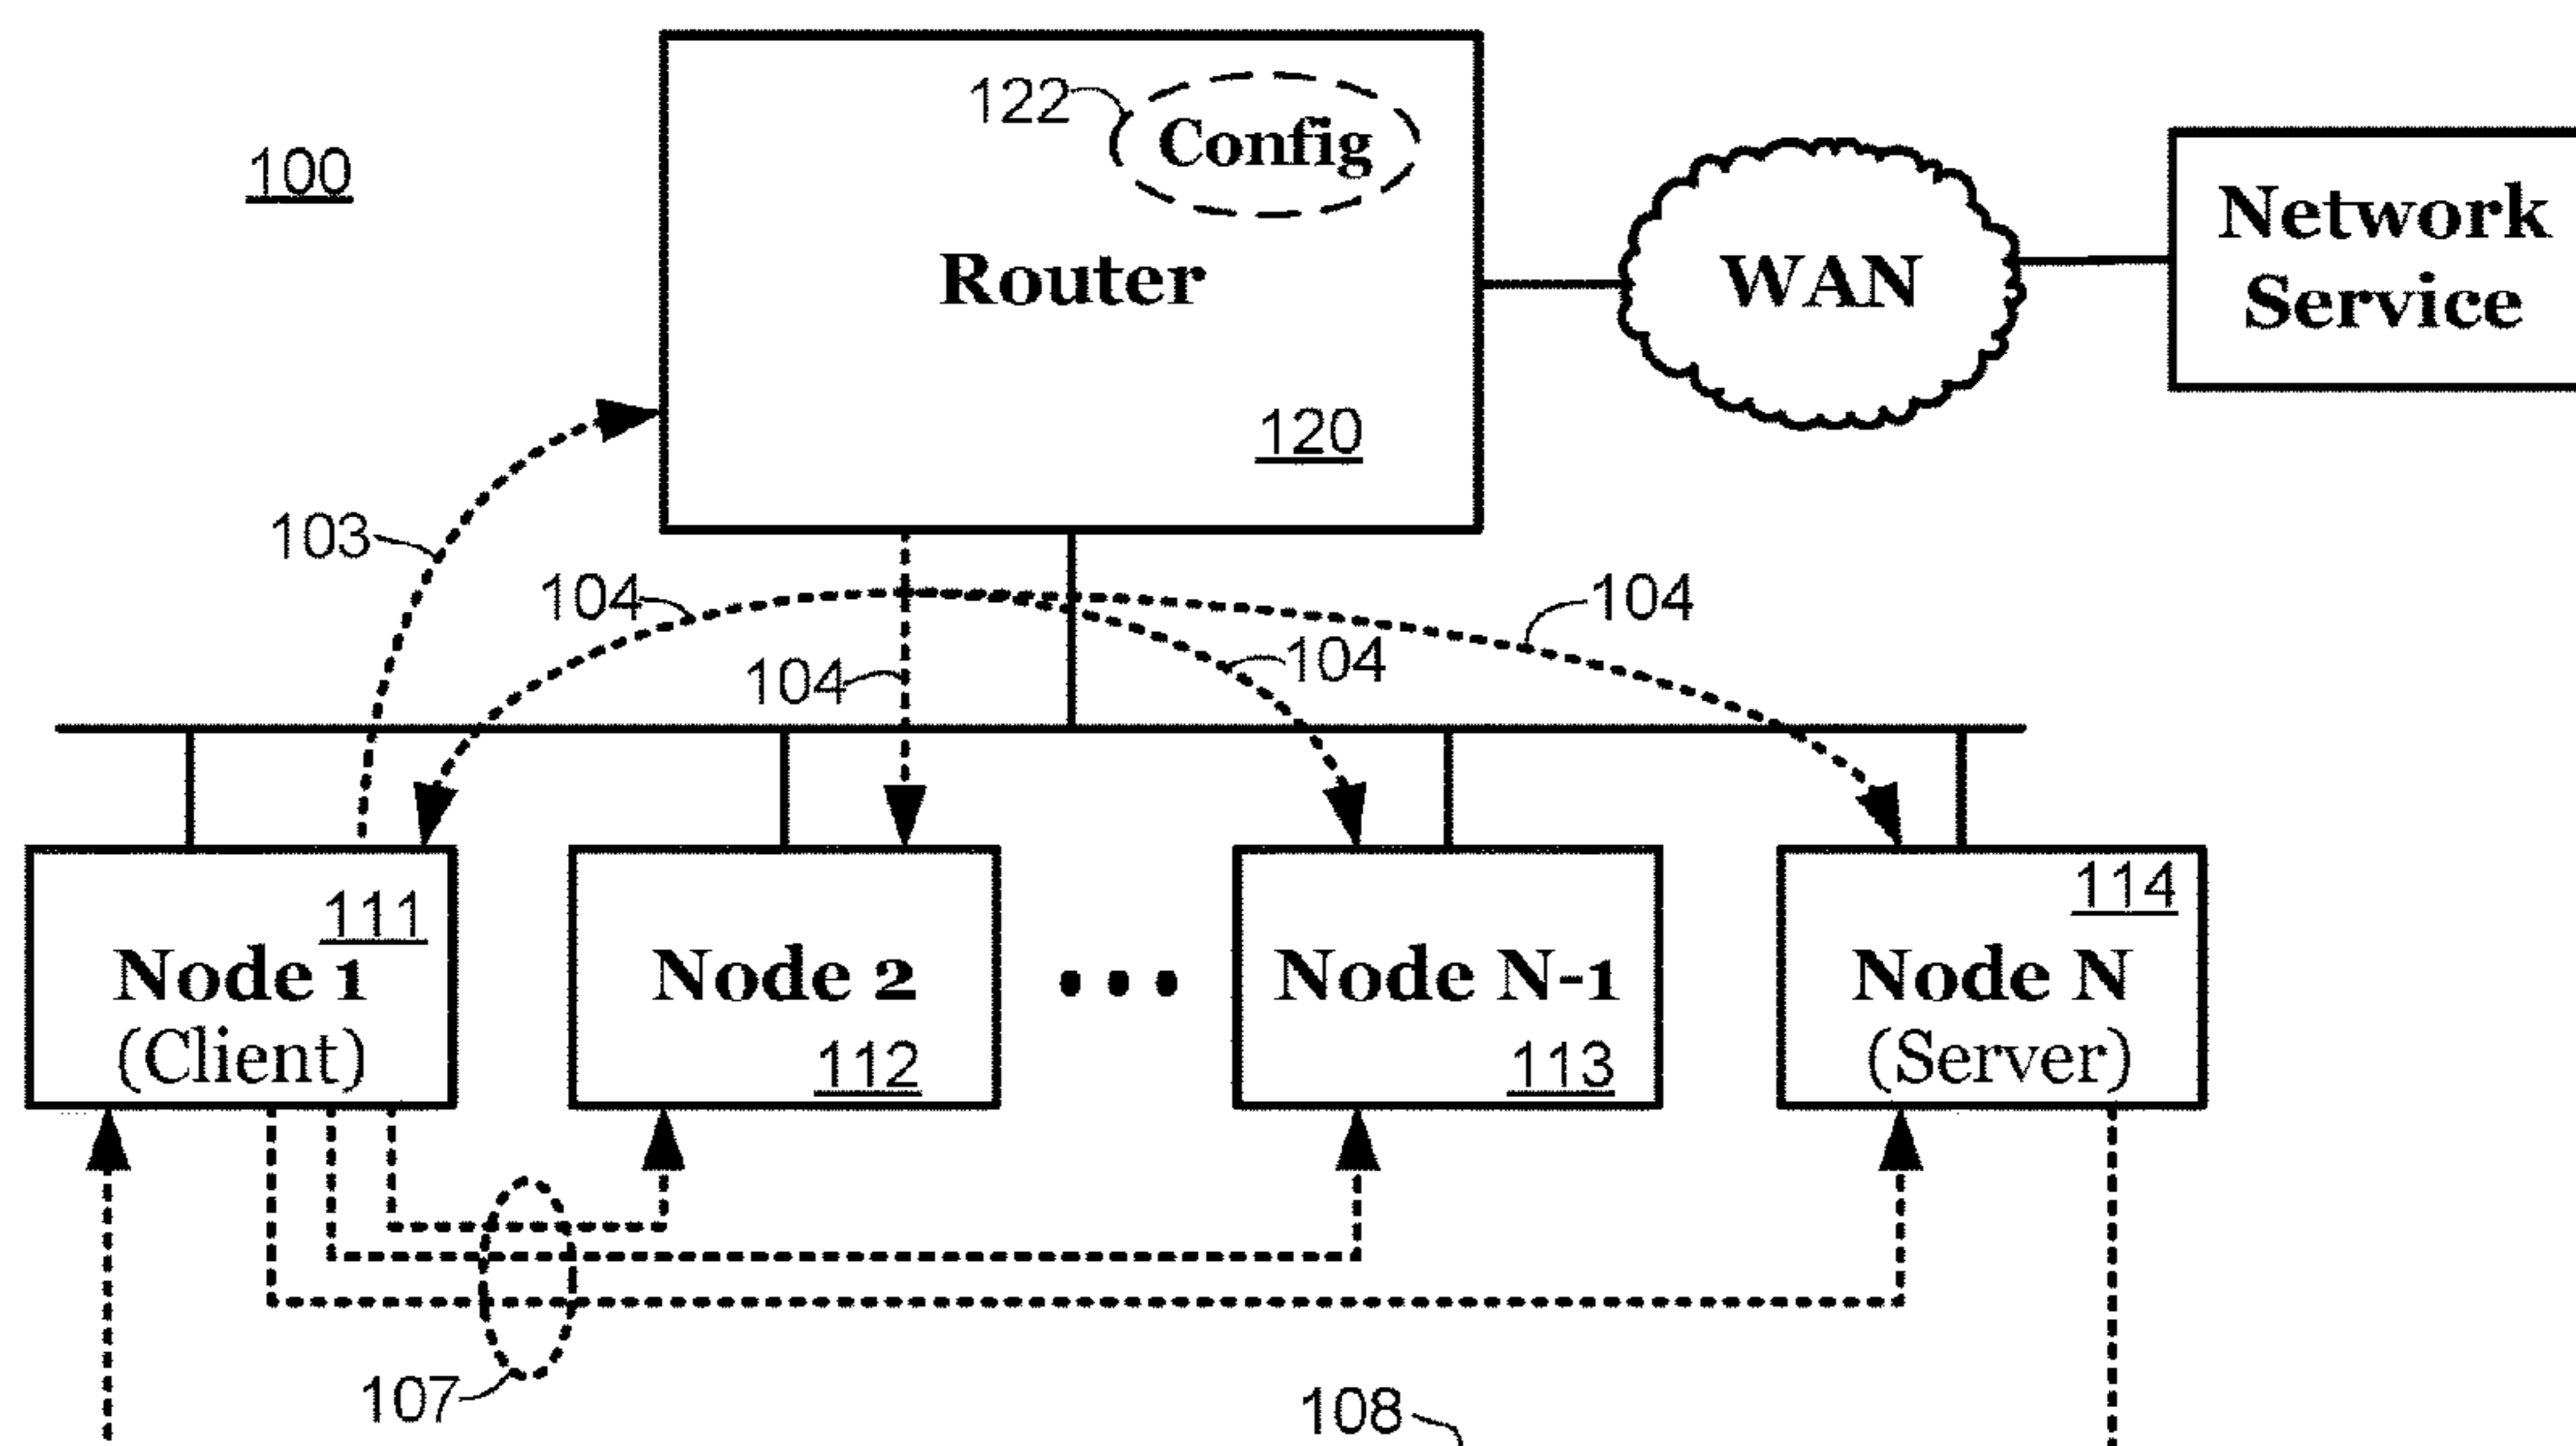 122
Config
100
Network
Service
Router
WAN
120
103
104
104
104
104
111
Node 1
(Client)
Node 2
112
• • •
Node N-1
113
114
Node N
(Server)
107
108